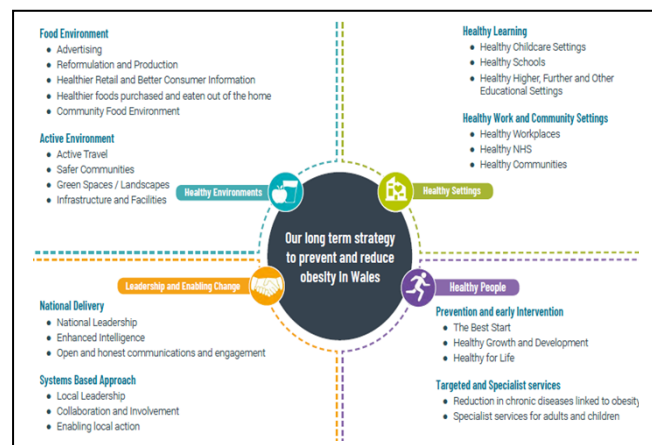 Food Environment
Advertising
Reformulation and Production
Healthier Retail and Better Consumer Information
Healthier foods purchased and eaten out of the home
Community Food Environment
Active Environment
Active Travel
Safer Communities
Green Spaces / Landscapes
Infrastructure and Facilities
Healthy Environments
Healthy Learning
Healthy Childcare Settings
Healthy Schools
Healthy Higher, Further and Other
Educational Settings
Healthy Work and Community Settings
Healthy Workplaces
Healthy NHS
Healthy Communities
Healthy Settings
Our long term strategy
to prevent and reduce
obesity In Wales
Leadership and Enabling Change
National Delivery
National Leadership
Enhanced Intelligence
Open and honest communications and engagement
Systems Based Approach
Local Leadership
Collaboration and Involvement
Enabling local action
Healthy People
Prevention and early Intervention
The Best Start
Healthy Growth and Development
Healthy for Life
Targeted and Specialist services
Reduction in chronic diseases linked to obesity
Specialist services for adults and children